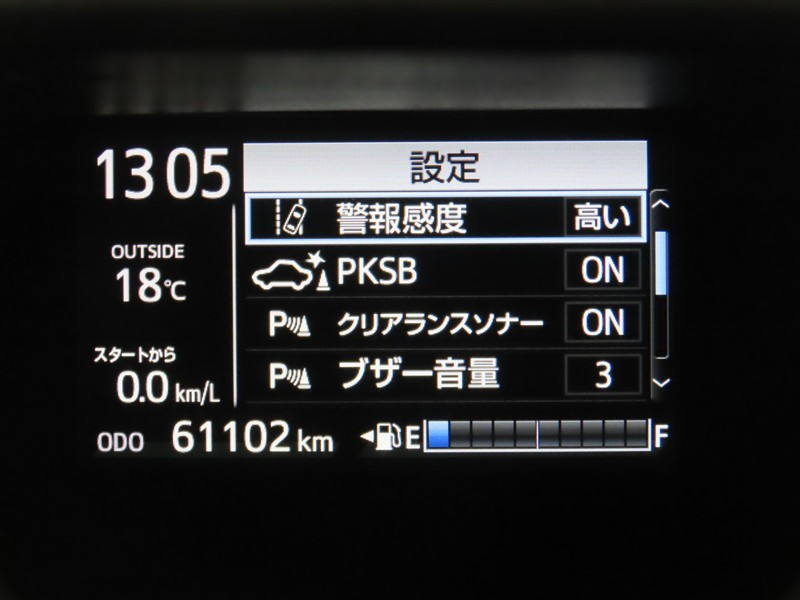 13 05
設定
警報感度 高い
OUTSIDE
18℃
PKSB ON
P クリアランスソナー ON
スタートから
0.0 km/L
P ブザー音量 3
ODO 61102 km
E F